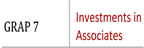 GRAP 7
Investments in
Associates